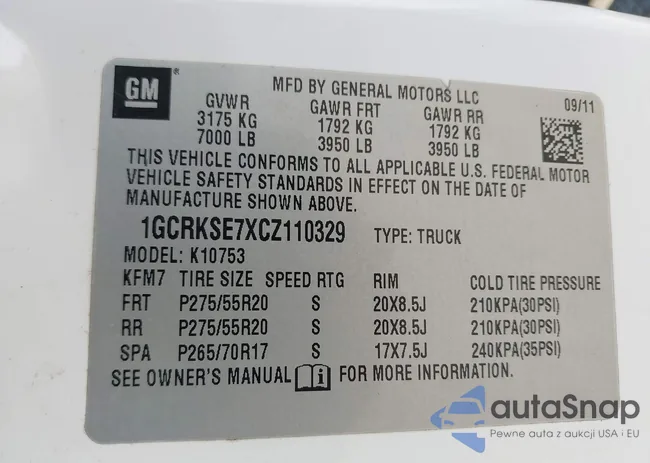 GM
MFD BY GENERAL MOTORS LLC
09/11
GVWR GAWR FRT GAWR RR
3175 KG 1792 KG 1792 KG
7000 LB 3950 LB 3950 LB
THIS VEHICLE CONFORMS TO ALL APPLICABLE U.S. FEDERAL MOTOR
VEHICLE SAFETY STANDARDS IN EFFECT ON THE DATE OF
MANUFACTURE SHOWN ABOVE.
1GCRKSE7XCZ110329 TYPE: TRUCK
MODEL: K10753
KFM7 TIRE SIZE SPEED RTG RIM COLD TIRE PRESSURE
FRT P275/55R20 S 20X8.5J 210KPA(30PSI)
RR P275/55R20 S 20X8.5J 210KPA(30PSI)
SPA P265/70R17 S 17X7.5J 240KPA(35PSI)
SEE OWNER'S MANUAL i FOR MORE INFORMATION.
autaSnap
Pewne auta z aukcji USA i EU